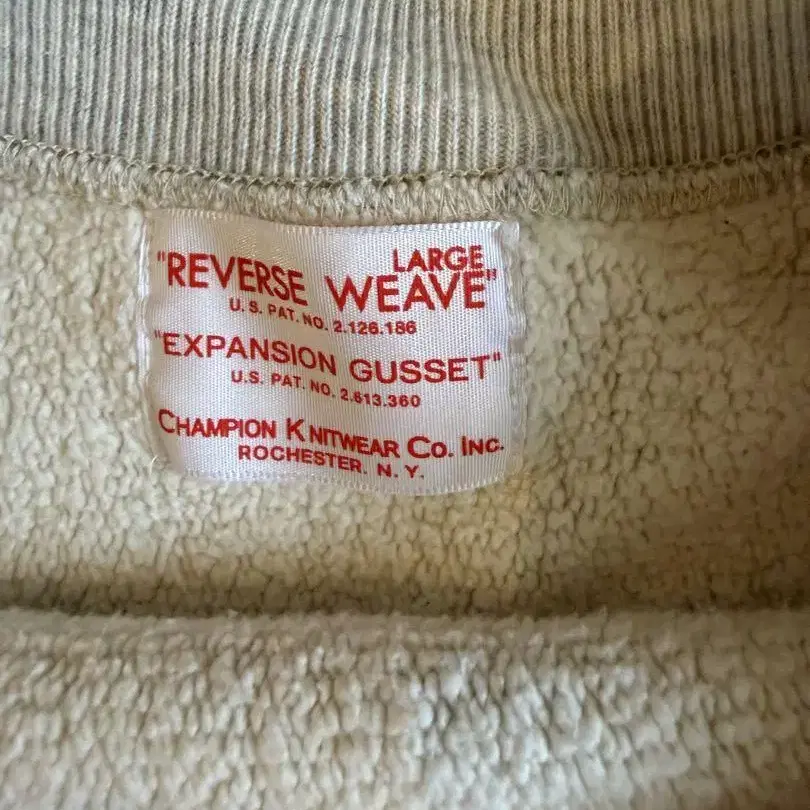 LARGE
"REVERSE WEAVE"
U.S. PAT. NO. 2.126.186
"EXPANSION GUSSET"
U.S. PAT. NO. 2.613.360
CHAMPION KNITWEAR CO. INC.
ROCHESTER. N. Y.